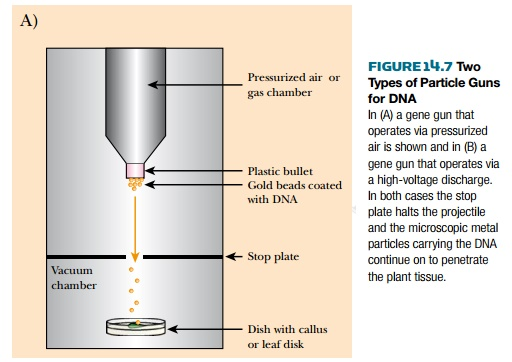 A)
Pressurized air or
gas chamber
Plastic bullet
Gold beads coated
with DNA
Stop plate
Vacuum
chamber
Dish with callus
or leaf disk
FIGURE 14.7 Two
Types of Particle Guns
for DNA
In (A) a gene gun that
operates via pressurized
air is shown and in (B) a
gene gun that operates via
a high-voltage discharge.
In both cases the stop
plate halts the projectile
and the microscopic metal
particles carrying the DNA
continue on to penetrate
the plant tissue.